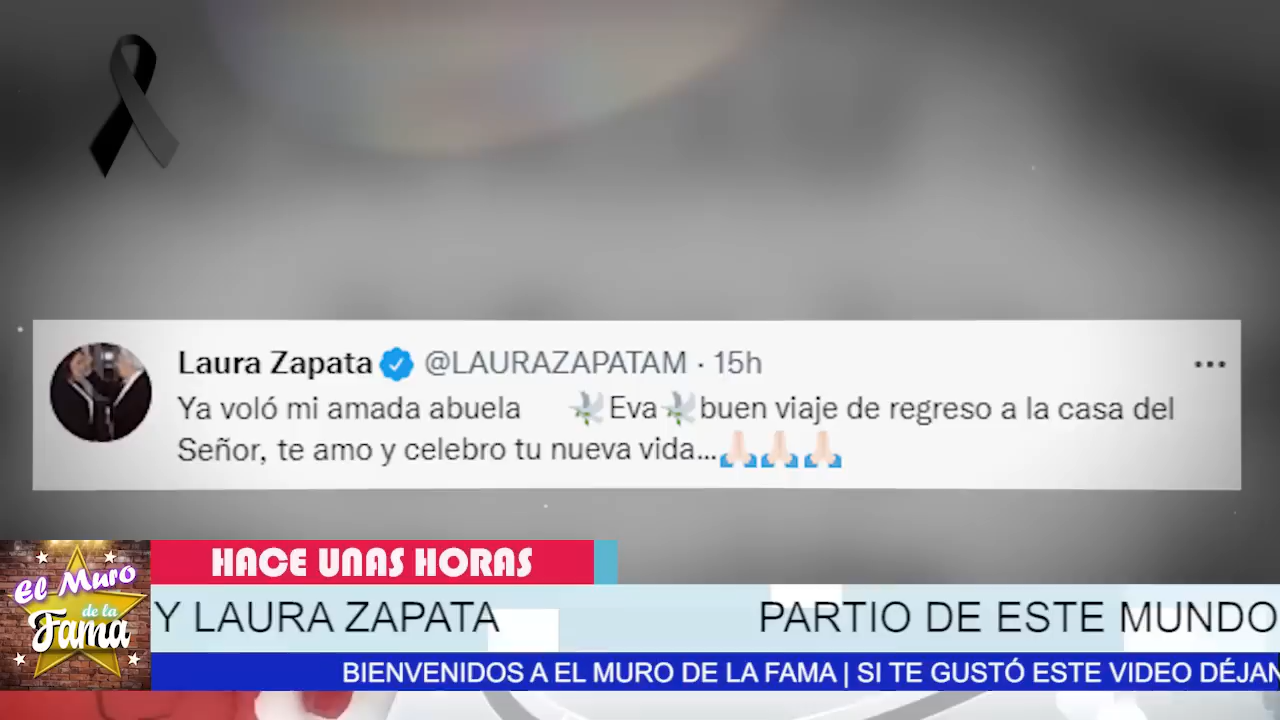 Laura Zapata @LAURAZAPATAM · 15h
Ya voló mi amada abuela 🕊Eva🕊buen viaje de regreso a la casa del
Señor, te amo y celebro tu nueva vida...🙏🏻🙏🏻🙏🏻
HACE UNAS HORAS
El Muro
de la
Fama
Y LAURA ZAPATA PARTIO DE ESTE MUNDO
BIENVENIDOS A EL MURO DE LA FAMA | SI TE GUSTÓ ESTE VIDEO DÉJAN